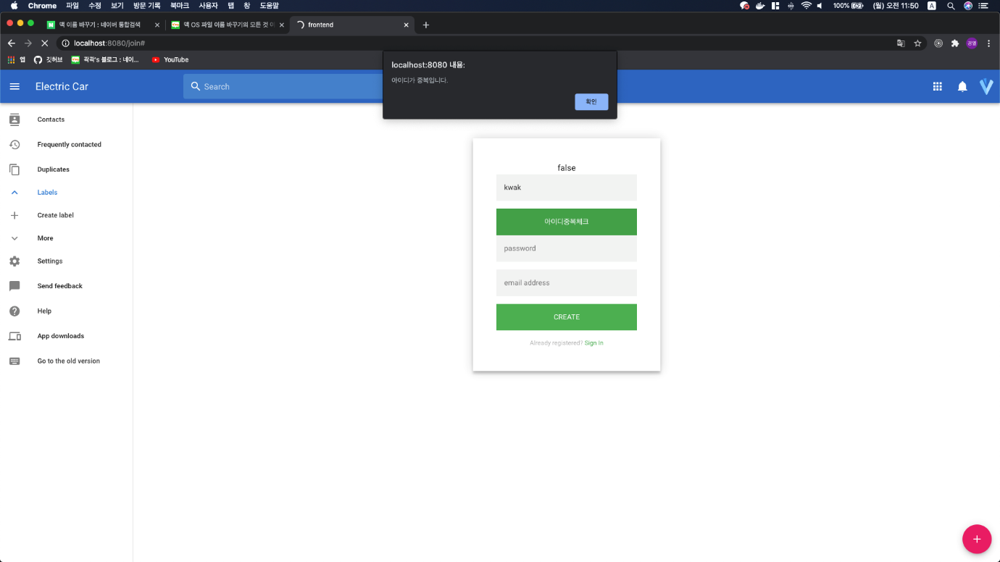 Chrome 파일 수정 보기 방문 기록 북마크 사용자 탭 창 도움말 100% (월) 오전 11:50 A
맥 이름 바꾸기 : 네이버 통합검색
맥 OS 파일 이름 바꾸기의 모든 것
frontend
localhost:8080/join#
경열
앱 깃허브 곽곽's 블로그 : 네이... YouTube
localhost:8080 내용:
아이디가 중복입니다.
확인
Electric Car
Search
Contacts
Frequently contacted
Duplicates
Labels
Create label
More
Settings
Send feedback
Help
App downloads
Go to the old version
false
kwak
아이디중복체크
password
email address
CREATE
Already registered? Sign In